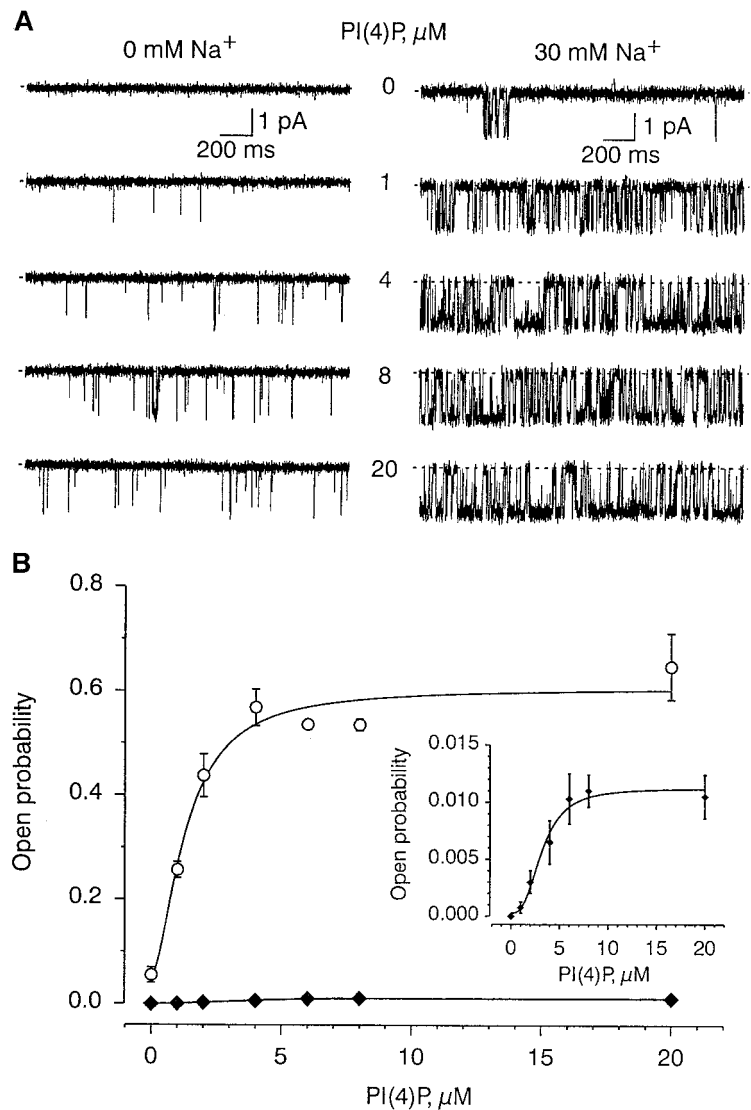 A
PI(4)P, μM
0 mM Na+
30 mM Na+
0
1 pA
200 ms
1 pA
200 ms
1
4
8
20
B
0.8
0.6
0.4
0.2
0.0
Open probability
0.015
0.010
0.005
0.000
Open probability
0 5 10 15 20
PI(4)P, μM
0 5 10 15 20
PI(4)P, μM